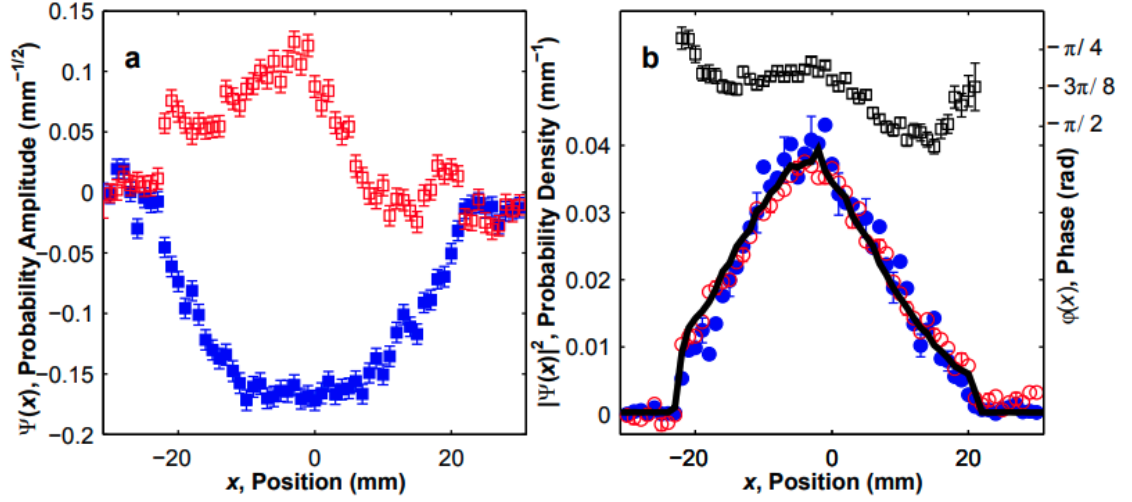 a
Ψ(x), Probability Amplitude (mm⁻¹/²)
0.15
0.1
0.05
0
−0.05
−0.1
−0.15
−0.2
−20
0
20
x, Position (mm)
b
|Ψ(x)|², Probability Density (mm⁻¹)
0.04
0.03
0.02
0.01
0
−20
0
20
x, Position (mm)
−π/4
−3π/8
−π/2
φ(x), Phase (rad)